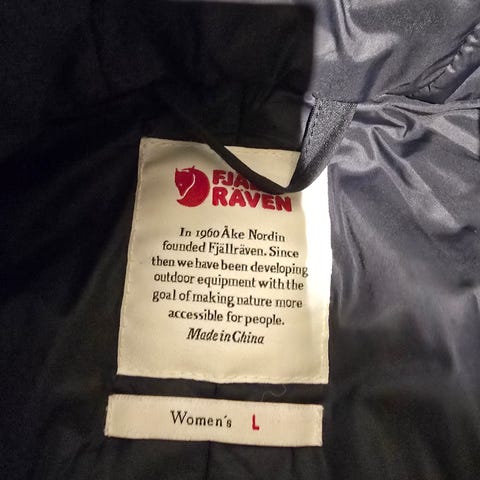 FJÄLL
RÄVEN
In 1960 Åke Nordin
founded Fjällräven. Since
then we have been developing
outdoor equipment with the
goal of making nature more
accessible for people.
Made in China
Women's L